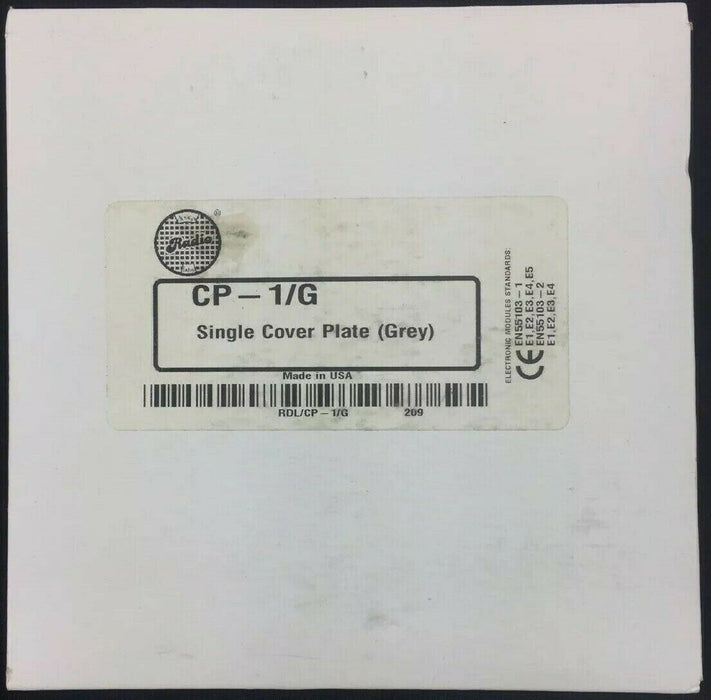 Radio
®
CP – 1/G
Single Cover Plate (Grey)
Made in USA
RDL/CP – 1/G 209
ELECTRONIC MODULES STANDARDS:
CE
EN55103 – 1
E1,E2,E3,E4,E5
EN55103 – 2
E1,E2,E3,E4